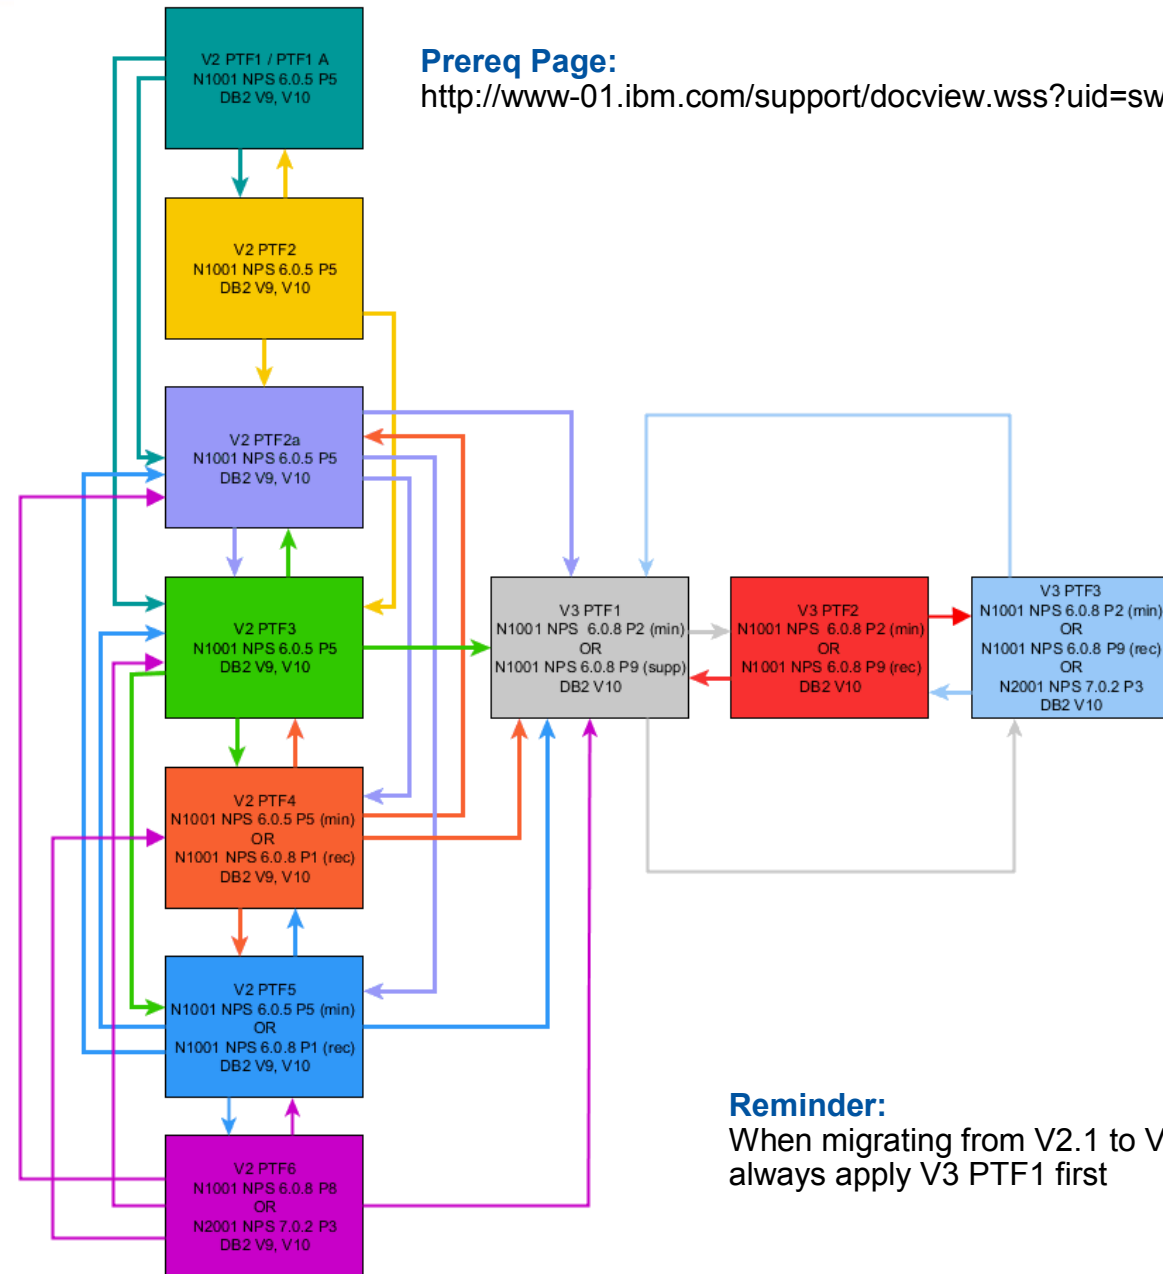 V2 PTF1 / PTF1 A
N1001 NPS 6.0.5 P5
DB2 V9, V10
Prereq Page:
http://www-01.ibm.com/support/docview.wss?uid=sw
V2 PTF2
N1001 NPS 6.0.5 P5
DB2 V9, V10
V2 PTF2a
N1001 NPS 6.0.5 P5
DB2 V9, V10
V2 PTF3
N1001 NPS 6.0.5 P5
DB2 V9, V10
V3 PTF1
N1001 NPS 6.0.8 P2 (min)
OR
N1001 NPS 6.0.8 P9 (supp)
DB2 V10
V3 PTF2
N1001 NPS 6.0.8 P2 (min)
OR
N1001 NPS 6.0.8 P9 (rec)
DB2 V10
V3 PTF3
N1001 NPS 6.0.8 P2 (min)
OR
N1001 NPS 6.0.8 P9 (rec)
OR
N2001 NPS 7.0.2 P3
DB2 V10
V2 PTF4
N1001 NPS 6.0.5 P5 (min)
OR
N1001 NPS 6.0.8 P1 (rec)
DB2 V9, V10
V2 PTF5
N1001 NPS 6.0.5 P5 (min)
OR
N1001 NPS 6.0.8 P1 (rec)
DB2 V9, V10
V2 PTF6
N1001 NPS 6.0.8 P8
OR
N2001 NPS 7.0.2 P3
DB2 V9, V10
Reminder:
When migrating from V2.1 to V
always apply V3 PTF1 first